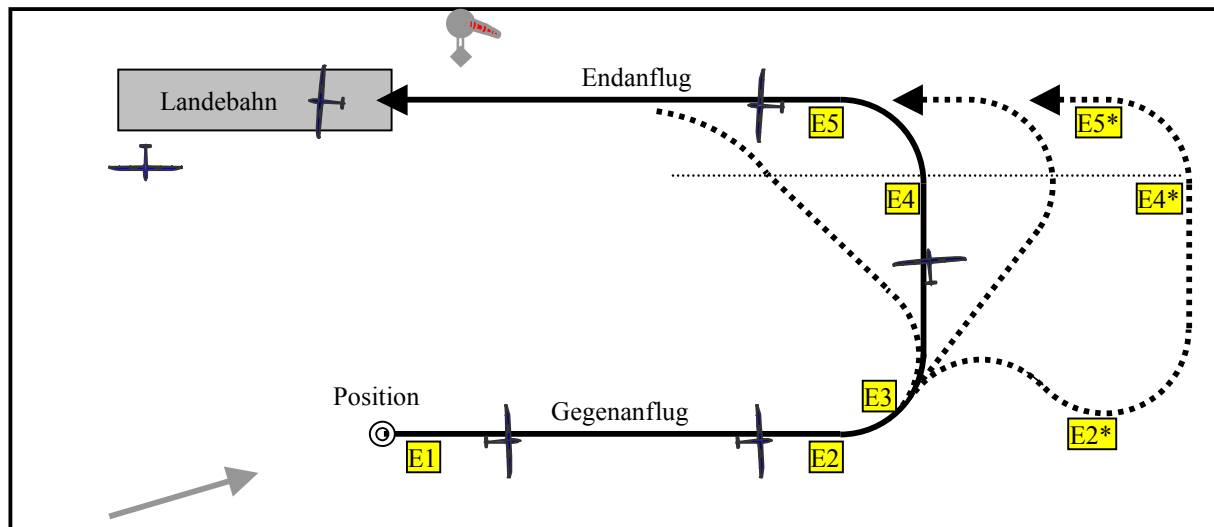 Endanflug
Landebahn
E5
E5*
E4
E4*
Position
E3
Gegenanflug
E1
E2
E2*